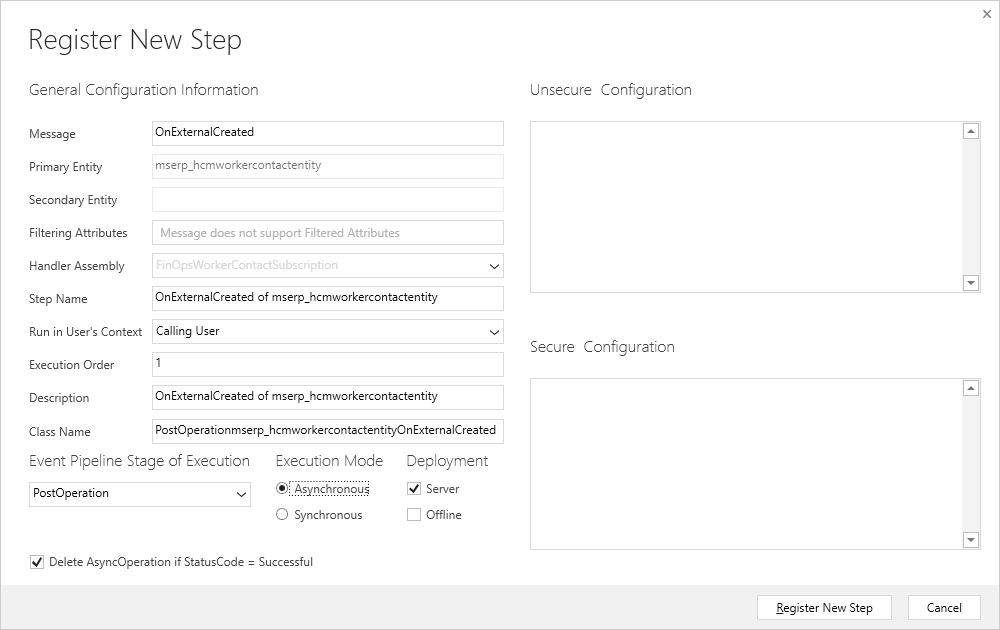 Register New Step
General Configuration Information
Message OnExternalCreated
Primary Entity mserp_hcmworkercontactentity
Secondary Entity
Filtering Attributes Message does not support Filtered Attributes
Handler Assembly FinOpsWorkerContactSubscription
Step Name OnExternalCreated of mserp_hcmworkercontactentity
Run in User's Context Calling User
Execution Order 1
Description OnExternalCreated of mserp_hcmworkercontactentity
Class Name PostOperationmserp_hcmworkercontactentityOnExternalCreated
Event Pipeline Stage of Execution
PostOperation
Execution Mode
Asynchronous
Synchronous
Deployment
Server
Offline
Delete AsyncOperation if StatusCode = Successful
Unsecure Configuration
Secure Configuration
Register New Step
Cancel